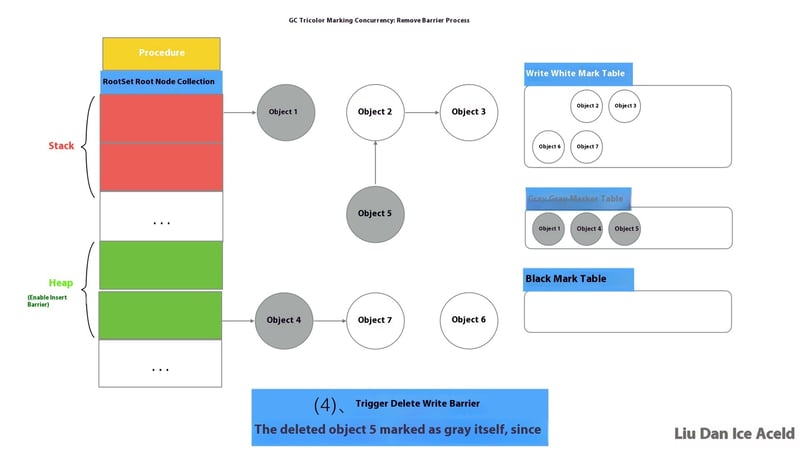 GC Tricolor Marking Concurrency: Remove Barrier Process
Procedure
RootSet Root Node Collection
Stack
...
Heap
(Enable Insert
Barrier)
...
Object 1
Object 2
Object 3
Object 5
Object 4
Object 7
Object 6
Write White Mark Table
Object 2
Object 3
Object 6
Object 7
Gray Gray Marker Table
Object 1
Object 4
Object 5
Black Mark Table
(4)、 Trigger Delete Write Barrier
The deleted object 5 marked as gray itself, since
Liu Dan Ice Aceld